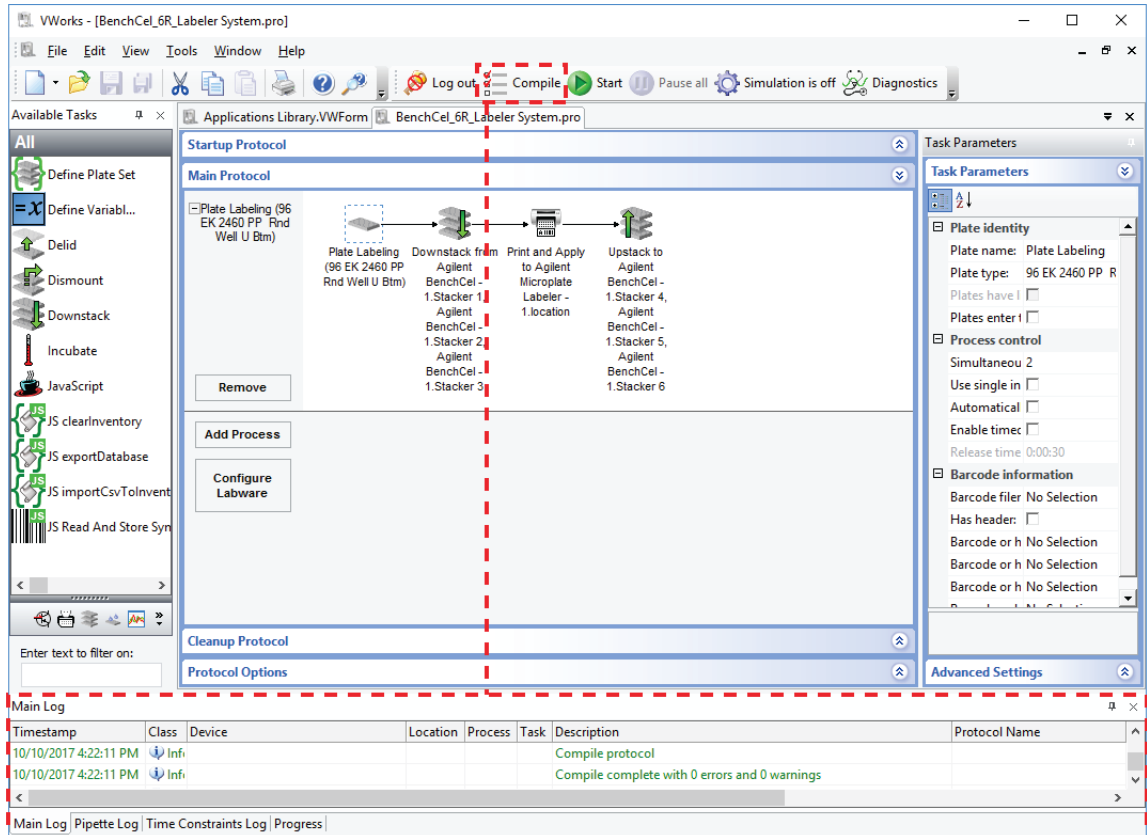 VWorks - [BenchCel_6R_Labeler System.pro]
File Edit View Tools Window Help
Log out Compile Start Pause all Simulation is off Diagnostics
Available Tasks
All
Define Plate Set
=x Define Variabl...
Delid
Dismount
Downstack
Incubate
JavaScript
JS JS clearInventory
JS JS exportDatabase
JS JS importCsvToInvent
JS JS Read And Store Syn
Enter text to filter on:
Applications Library.VWForm BenchCel_6R_Labeler System.pro
Startup Protocol
Main Protocol
Plate Labeling (96
EK 2460 PP Rnd
Well U Btm)
Plate Labeling
(96 EK 2460 PP
Rnd Well U Btm)
Downstack from
Agilent
BenchCel -
1.Stacker 1,
Agilent
BenchCel -
1.Stacker 2,
Agilent
BenchCel -
1.Stacker 3
Print and Apply
to Agilent
Microplate
Labeler -
1.location
Upstack to
Agilent
BenchCel -
1.Stacker 4,
Agilent
BenchCel -
1.Stacker 5,
Agilent
BenchCel -
1.Stacker 6
Remove
Add Process
Configure
Labware
Cleanup Protocol
Protocol Options
Task Parameters
Task Parameters
Plate identity
Plate name: Plate Labeling
Plate type: 96 EK 2460 PP R
Plates have l
Plates enter t
Process control
Simultaneou 2
Use single in
Automatical
Enable timec
Release time 0:00:30
Barcode information
Barcode filer No Selection
Has header:
Barcode or h No Selection
Barcode or h No Selection
Barcode or h No Selection
Advanced Settings
Main Log
Timestamp Class Device Location Process Task Description Protocol Name
10/10/2017 4:22:11 PM Info Compile protocol
10/10/2017 4:22:11 PM Info Compile complete with 0 errors and 0 warnings
Main Log Pipette Log Time Constraints Log Progress